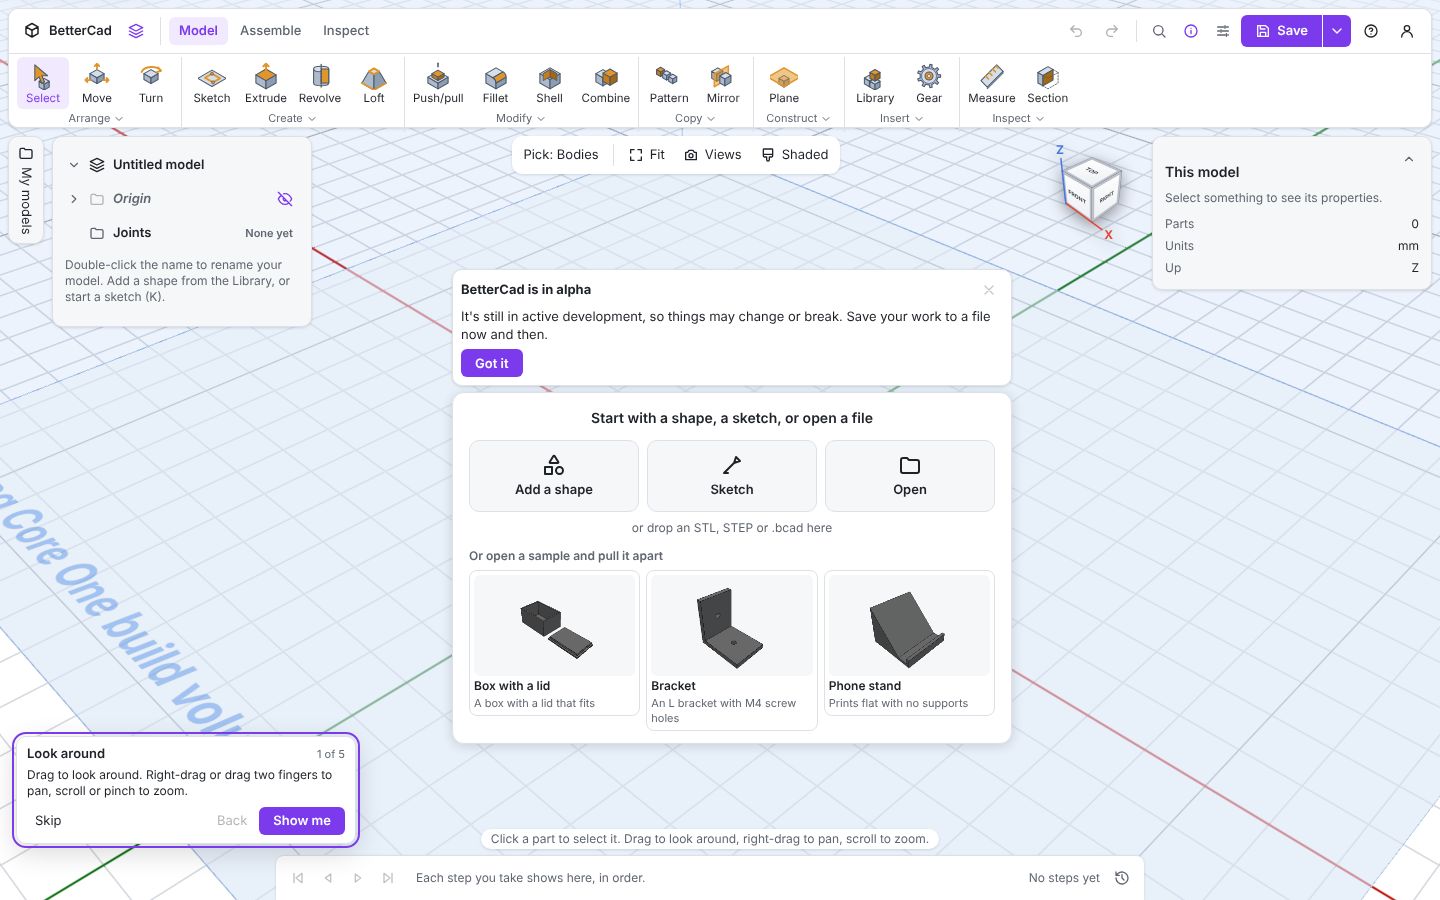 BetterCad
Model
Assemble
Inspect
Save
Select
Move
Turn
Sketch
Extrude
Revolve
Loft
Push/pull
Fillet
Shell
Combine
Pattern
Mirror
Plane
Library
Gear
Measure
Section
Arrange
Create
Modify
Copy
Construct
Insert
Inspect
My models
Untitled model
Origin
Joints
None yet
Double-click the name to rename your
model. Add a shape from the Library, or
start a sketch (K).
Pick: Bodies
Fit
Views
Shaded
Z
TOP
FRONT
RIGHT
X
This model
Select something to see its properties.
Parts 0
Units mm
Up Z
BetterCad is in alpha
It's still in active development, so things may change or break. Save your work to a file
now and then.
Got it
Start with a shape, a sketch, or open a file
Add a shape
Sketch
Open
or drop an STL, STEP or .bcad here
Or open a sample and pull it apart
Box with a lid
A box with a lid that fits
Bracket
An L bracket with M4 screw
holes
Phone stand
Prints flat with no supports
Core One build
Look around
1 of 5
Drag to look around. Right-drag or drag two fingers to
pan, scroll or pinch to zoom.
Skip
Back
Show me
Click a part to select it. Drag to look around, right-drag to pan, scroll to zoom.
Each step you take shows here, in order.
No steps yet